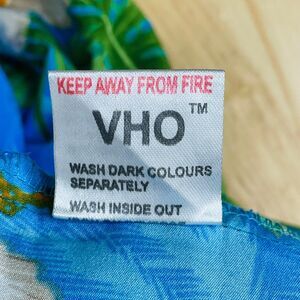 KEEP AWAY FROM FIRE
VHO™
WASH DARK COLOURS
SEPARATELY
WASH INSIDE OUT